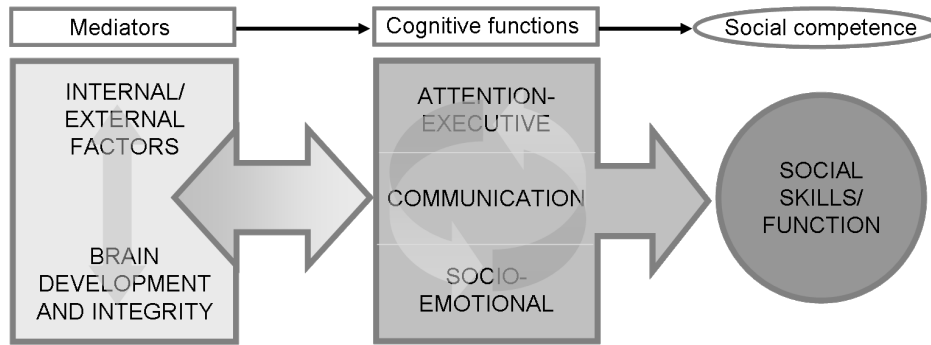 Mediators
Cognitive functions
Social competence
INTERNAL/
EXTERNAL
FACTORS
BRAIN
DEVELOPMENT
AND INTEGRITY
ATTENTION-
EXECUTIVE
COMMUNICATION
SOCIO-
EMOTIONAL
SOCIAL
SKILLS/
FUNCTION